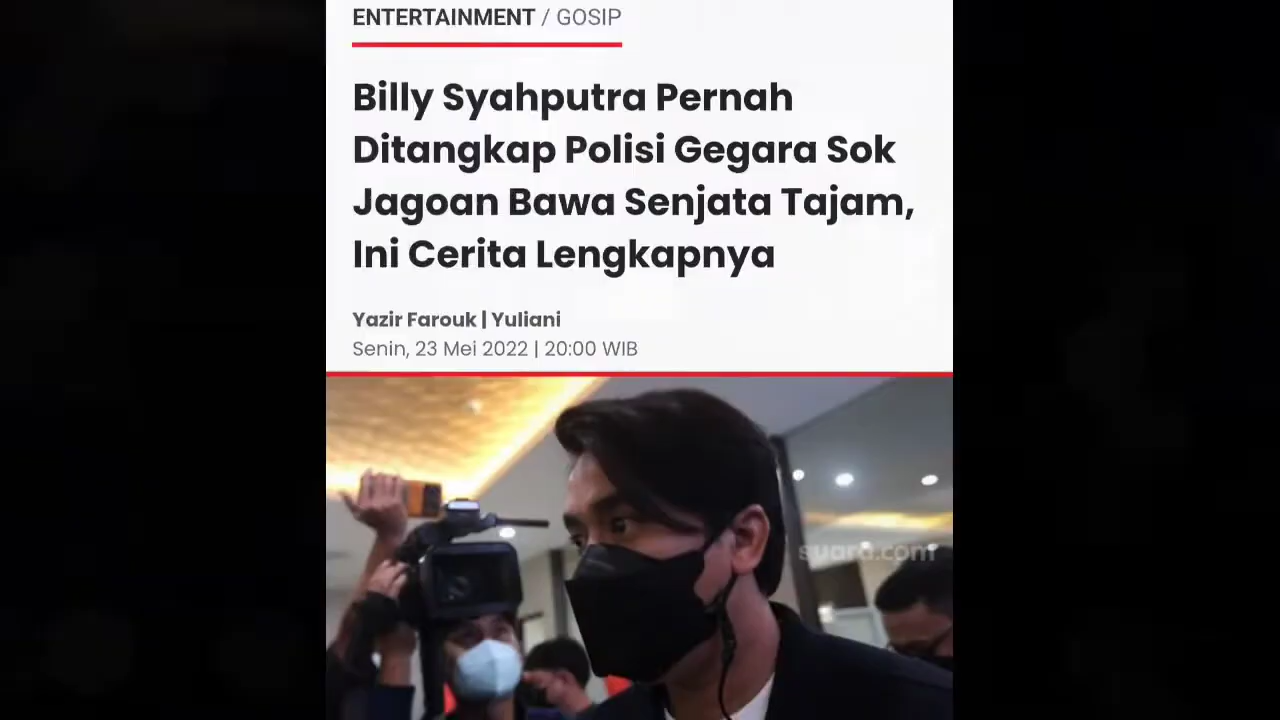 ENTERTAINMENT / GOSIP
Billy Syahputra Pernah
Ditangkap Polisi Gegara Sok
Jagoan Bawa Senjata Tajam,
Ini Cerita Lengkapnya
Yazir Farouk | Yuliani
Senin, 23 Mei 2022 | 20:00 WIB
suara.com